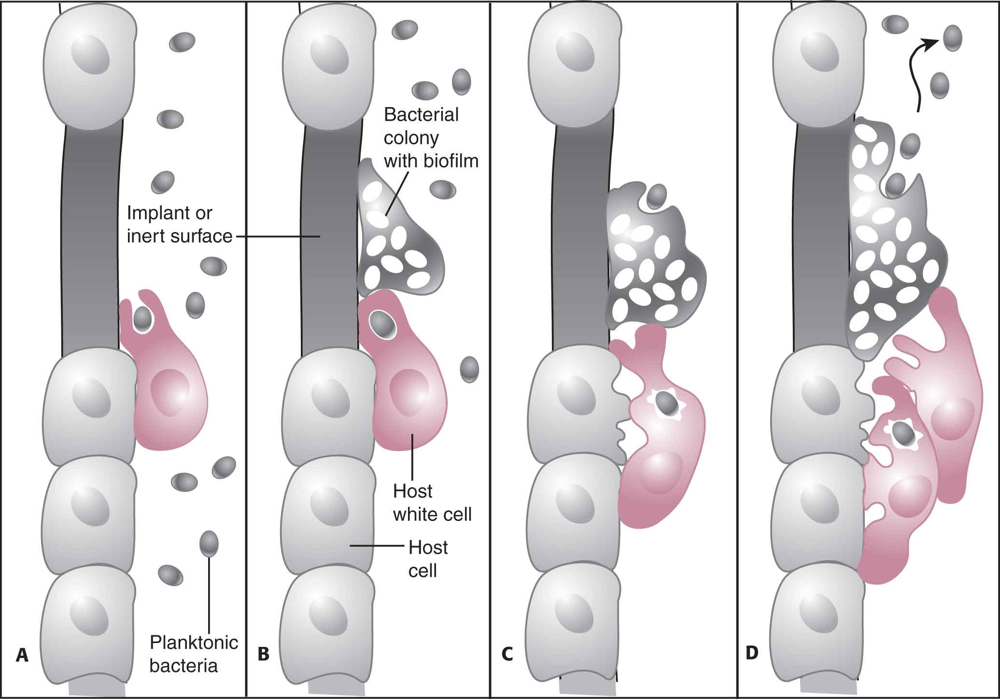 Implant or
inert surface
Planktonic
bacteria
A
Bacterial
colony
with biofilm
Host
white cell
Host
cell
B
C
D